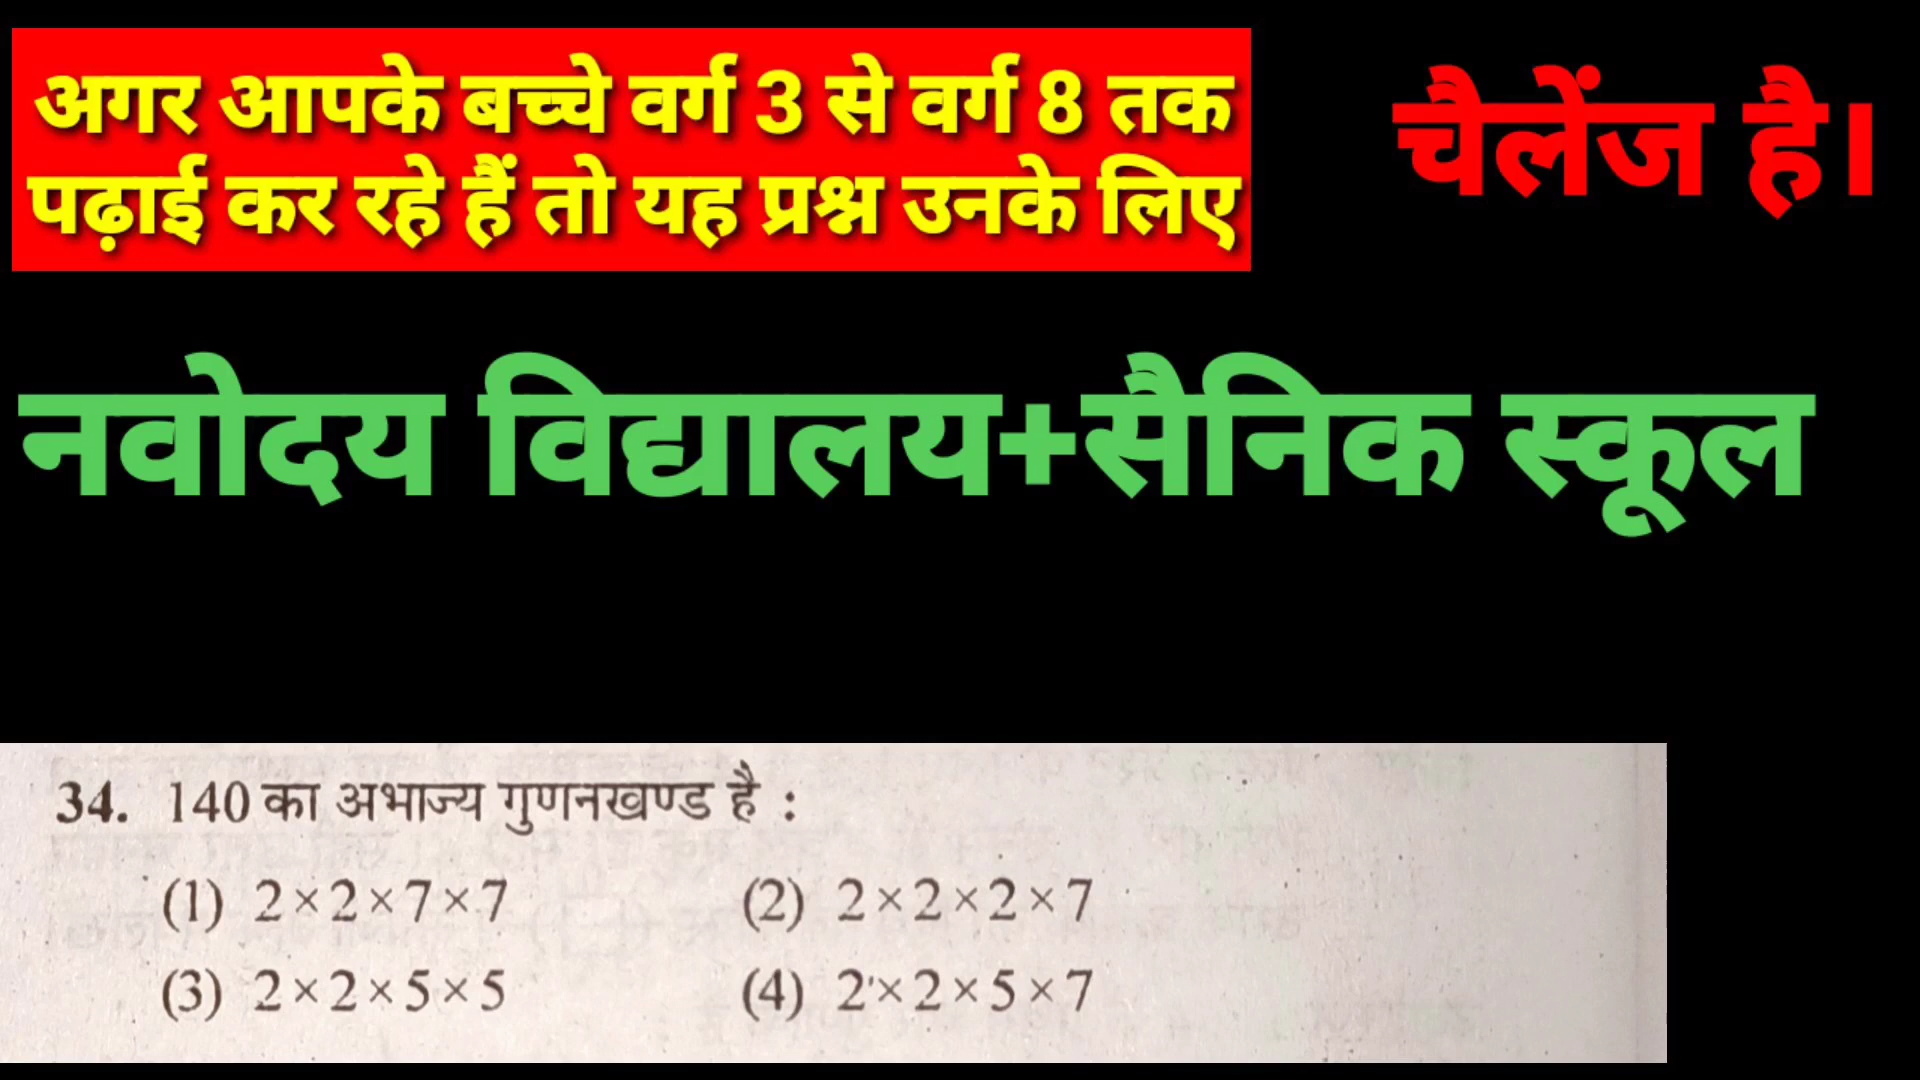 अगर आपके बच्चे वर्ग 3 से वर्ग 8 तक
पढ़ाई कर रहे हैं तो यह प्रश्न उनके लिए
चैलेंज है।
नवोदय विद्यालय+सैनिक स्कूल
34. 140 का अभाज्य गुणनखण्ड है :
(1) 2×2×7×7 (2) 2×2×2×7
(3) 2×2×5×5 (4) 2×2×5×7